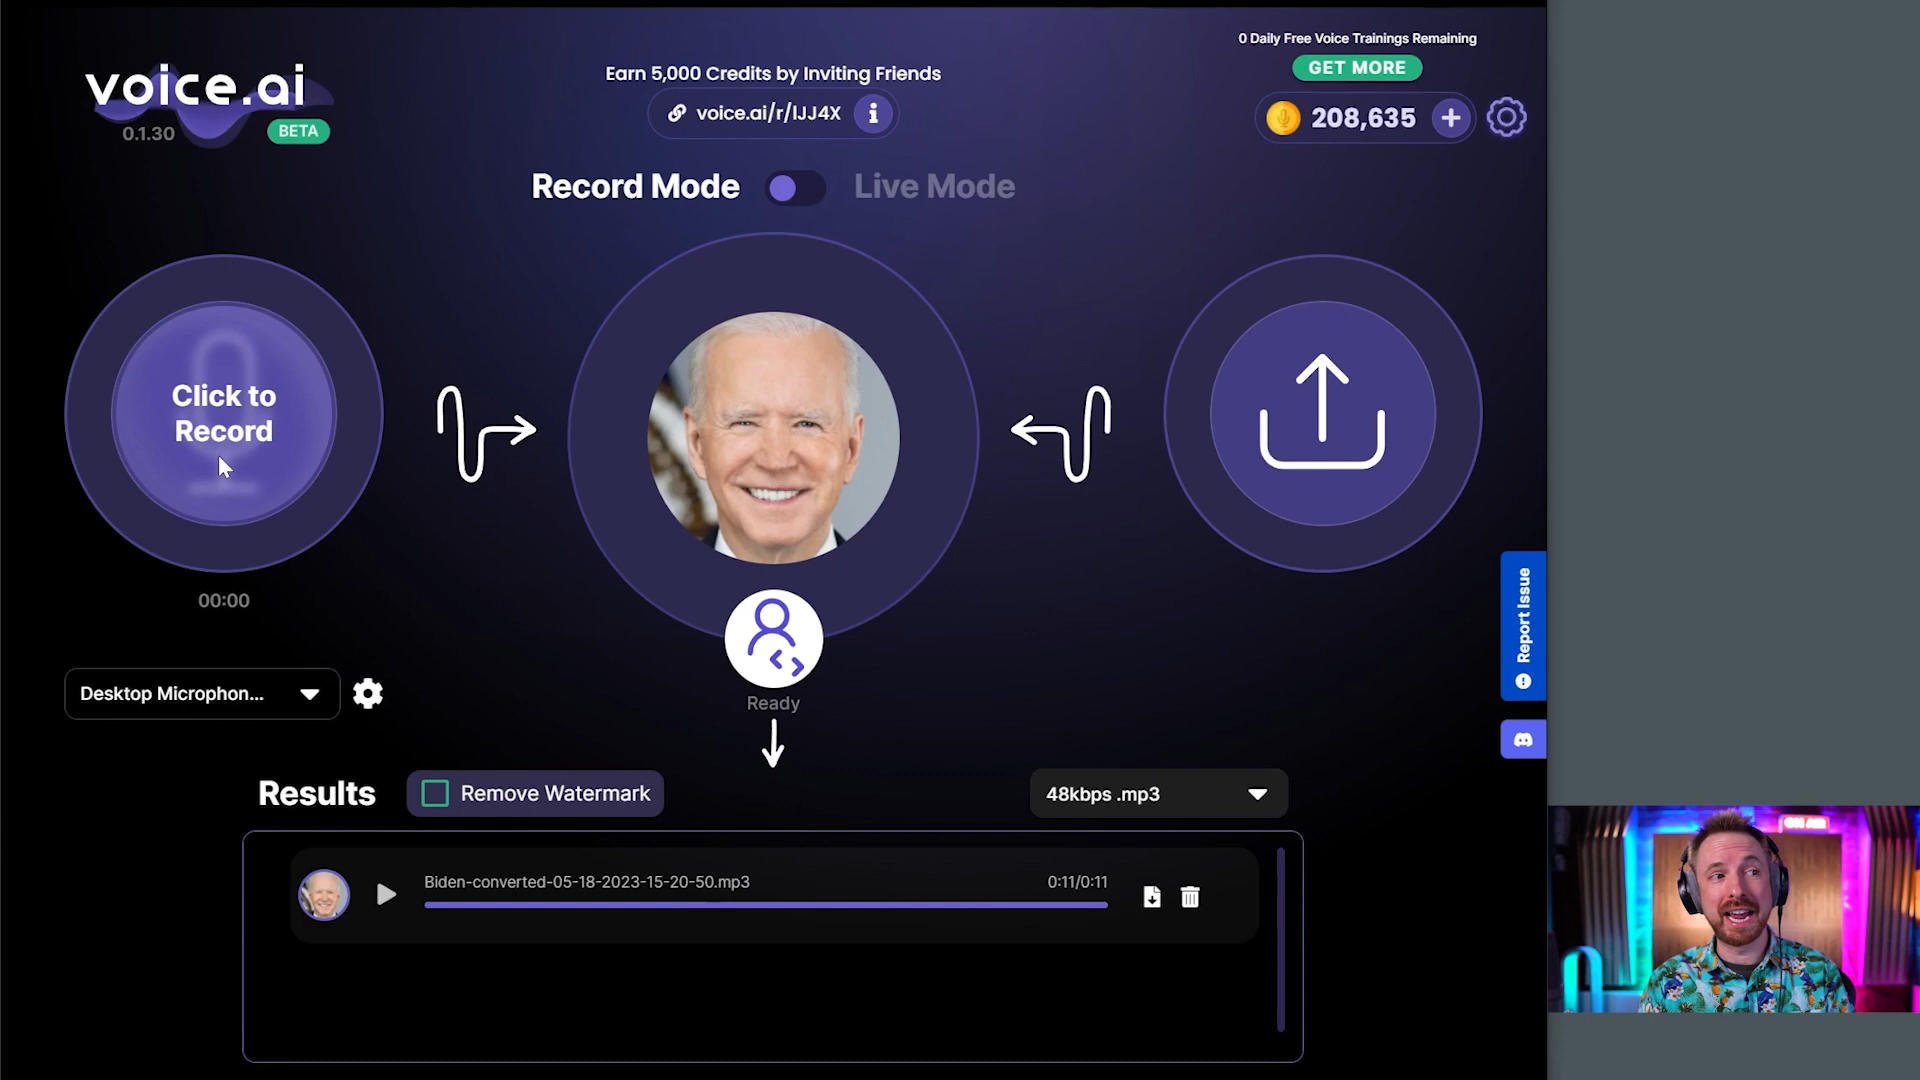 voice.ai
0.1.30
BETA
Earn 5,000 Credits by Inviting Friends
voice.ai/r/IJJ4X
0 Daily Free Voice Trainings Remaining
GET MORE
208,635
Record Mode
Live Mode
Click to
Record
00:00
Desktop Microphon...
Ready
Report Issue
Results
Remove Watermark
48kbps .mp3
Biden-converted-05-18-2023-15-20-50.mp3
0:11/0:11
ON AIR